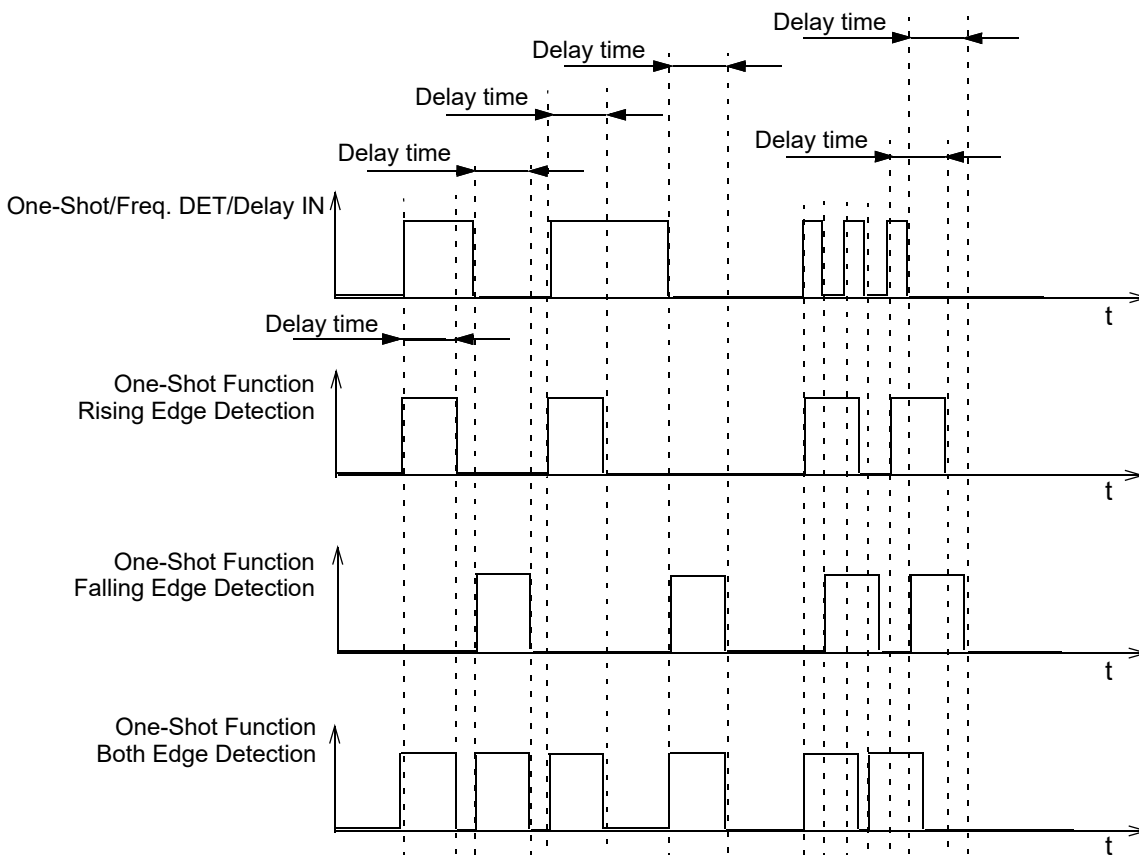 Delay time
Delay time
Delay time
Delay time
Delay time
One-Shot/Freq. DET/Delay IN
t
Delay time
One-Shot Function
Rising Edge Detection
t
One-Shot Function
Falling Edge Detection
t
One-Shot Function
Both Edge Detection
t